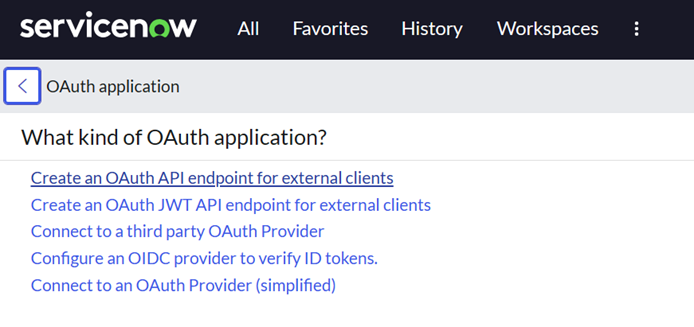 servicenow All Favorites History Workspaces
OAuth application
What kind of OAuth application?
Create an OAuth API endpoint for external clients
Create an OAuth JWT API endpoint for external clients
Connect to a third party OAuth Provider
Configure an OIDC provider to verify ID tokens.
Connect to an OAuth Provider (simplified)